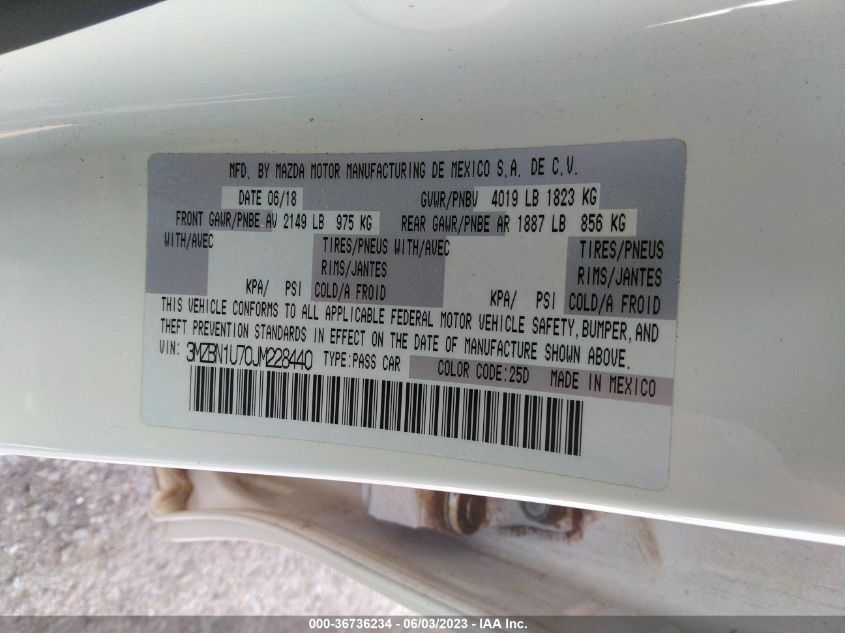 MFD. BY MAZDA MOTOR MANUFACTURING DE MEXICO S.A. DE C.V.
DATE 06/18 GVWR/PNBV 4019 LB 1823 KG
FRONT GAWR/PNBE AV 2149 LB 975 KG REAR GAWR/PNBE AR 1887 LB 856 KG
WITH/AVEC TIRES/PNEUS WITH/AVEC TIRES/PNEUS
RIMS/JANTES RIMS/JANTES
KPA/ PSI COLD/A FROID KPA/ PSI COLD/A FROID
THIS VEHICLE CONFORMS TO ALL APPLICABLE FEDERAL MOTOR VEHICLE SAFETY, BUMPER, AND
THEFT PREVENTION STANDARDS IN EFFECT ON THE DATE OF MANUFACTURE SHOWN ABOVE.
VIN: 3MZBN1U70JM228440 TYPE:PASS CAR COLOR CODE:25D MADE IN MEXICO
000-36736234 - 06/03/2023 - IAA Inc.